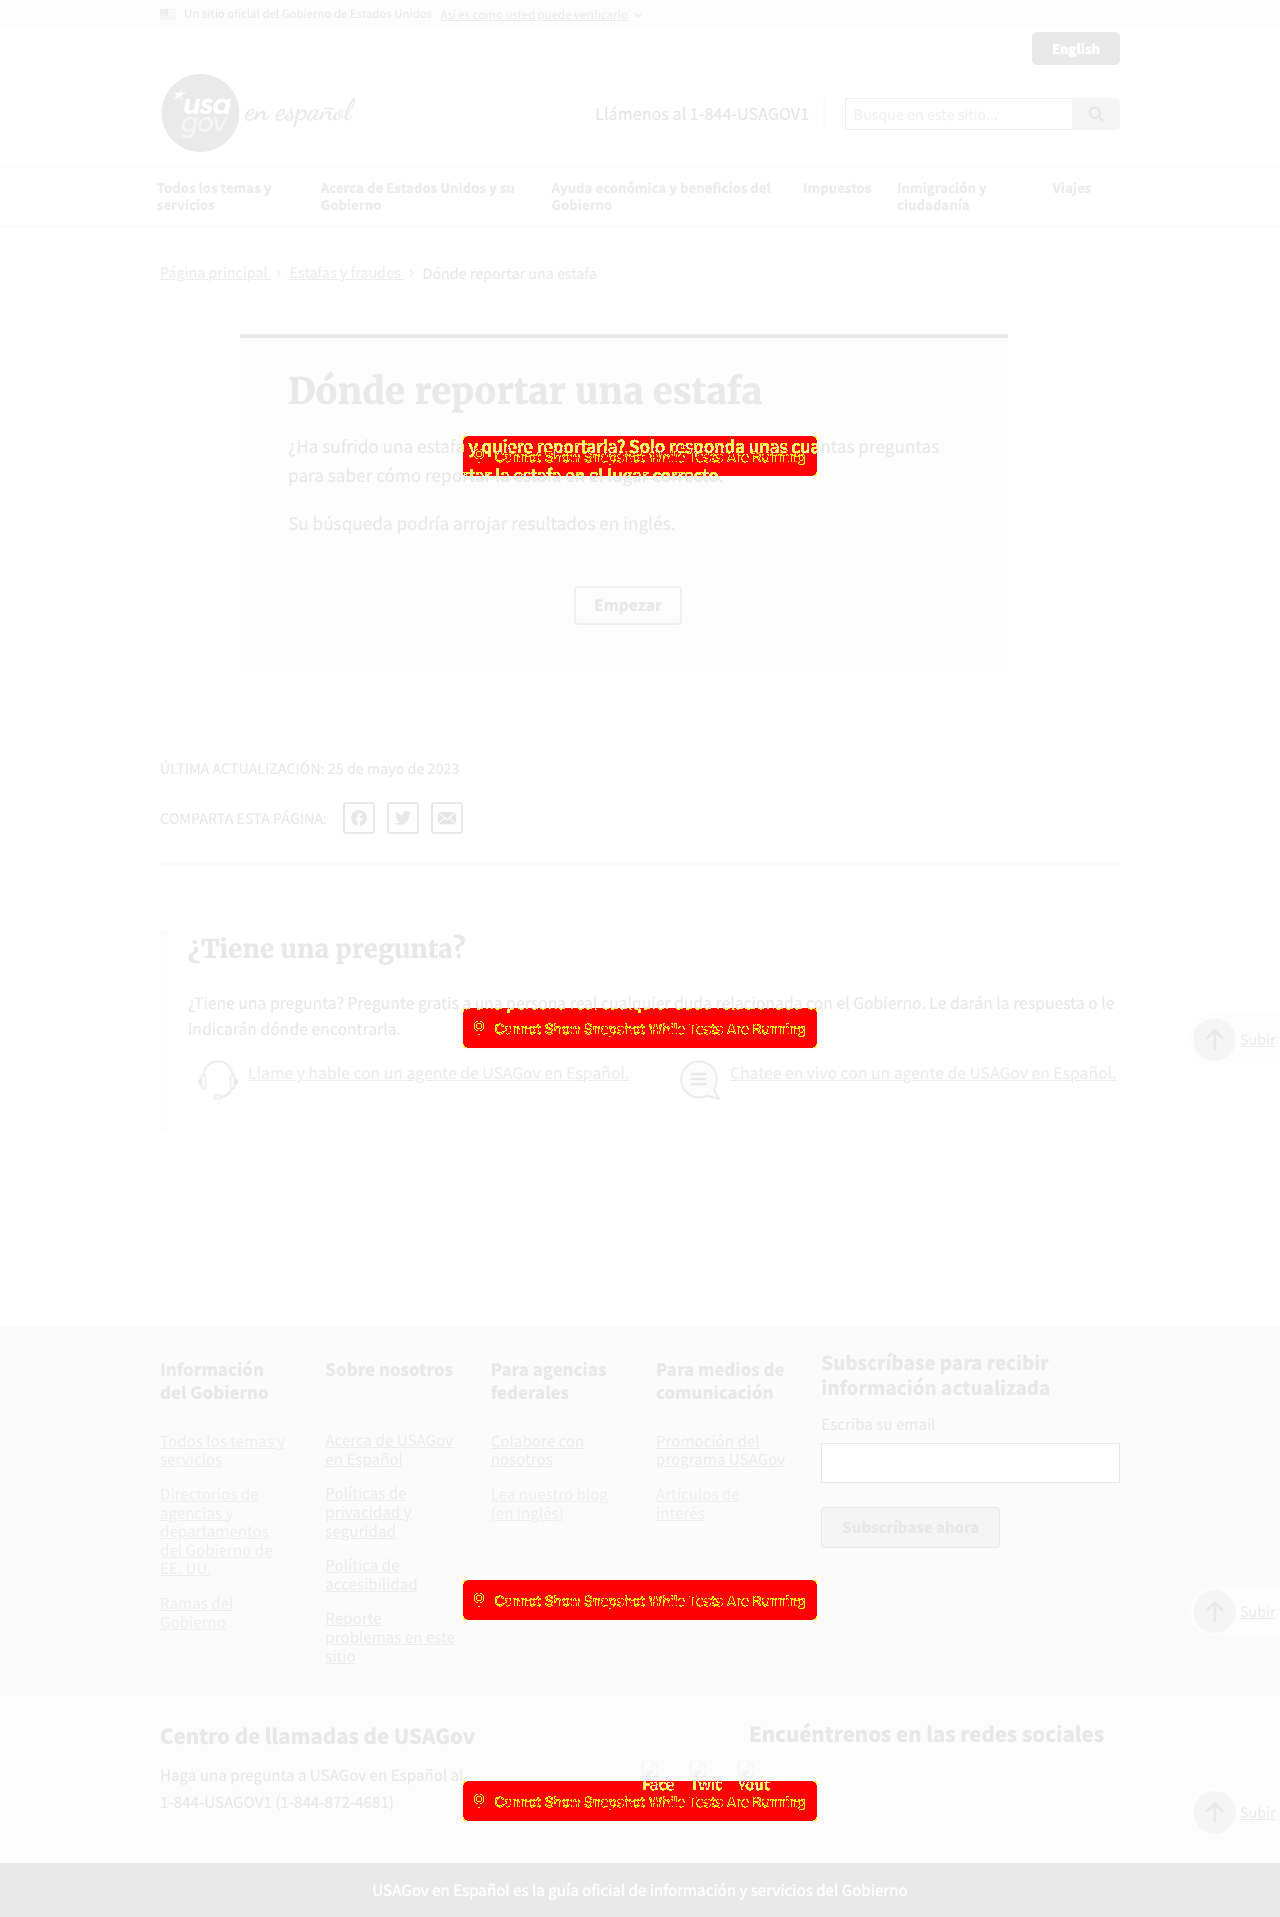 Un sitio oficial del Gobierno de Estados Unidos Así es como usted puede verificarlo
English
usa gov en español
Llámenos al 1-844-USAGOV1
Busque en este sitio...
Todos los temas y servicios
Acerca de Estados Unidos y su Gobierno
Ayuda económica y beneficios del Gobierno
Impuestos
Inmigración y ciudadanía
Viajes
Página principal › Estafas y fraudes › Dónde reportar una estafa
Dónde reportar una estafa
¿Ha sufrido una estafa y quiere reportarla? Solo responda unas cuantas preguntas
para saber cómo reportar la estafa en el lugar correcto.
Cannot Show Snapshot While Tests Are Running
Su búsqueda podría arrojar resultados en inglés.
Empezar
ÚLTIMA ACTUALIZACIÓN: 25 de mayo de 2023
COMPARTA ESTA PÁGINA:
¿Tiene una pregunta?
¿Tiene una pregunta? Pregunte gratis a una persona real cualquier duda relacionada con el Gobierno. Le darán la respuesta o le
indicarán dónde encontrarla.
Cannot Show Snapshot While Tests Are Running
Subir
Llame y hable con un agente de USAGov en Español.
Chatee en vivo con un agente de USAGov en Español.
Información
del Gobierno
Todos los temas y
servicios
Directorios de
agencias y
departamentos
del Gobierno de
EE. UU.
Ramas del
Gobierno
Sobre nosotros
Acerca de USAGov
en Español
Políticas de
privacidad y
seguridad
Política de
accesibilidad
Reporte
problemas en este
sitio
Para agencias
federales
Colabore con
nosotros
Lea nuestro blog
(en inglés)
Para medios de
comunicación
Promoción del
programa USAGov
Artículos de
interés
Subscríbase para recibir
información actualizada
Escriba su email
Subscríbase ahora
Cannot Show Snapshot While Tests Are Running
Subir
Centro de llamadas de USAGov
Haga una pregunta a USAGov en Español al
1-844-USAGOV1 (1-844-872-4681)
Encuéntrenos en las redes sociales
Face Twit Yout
Cannot Show Snapshot While Tests Are Running
Subir
USAGov en Español es la guía oficial de información y servicios del Gobierno